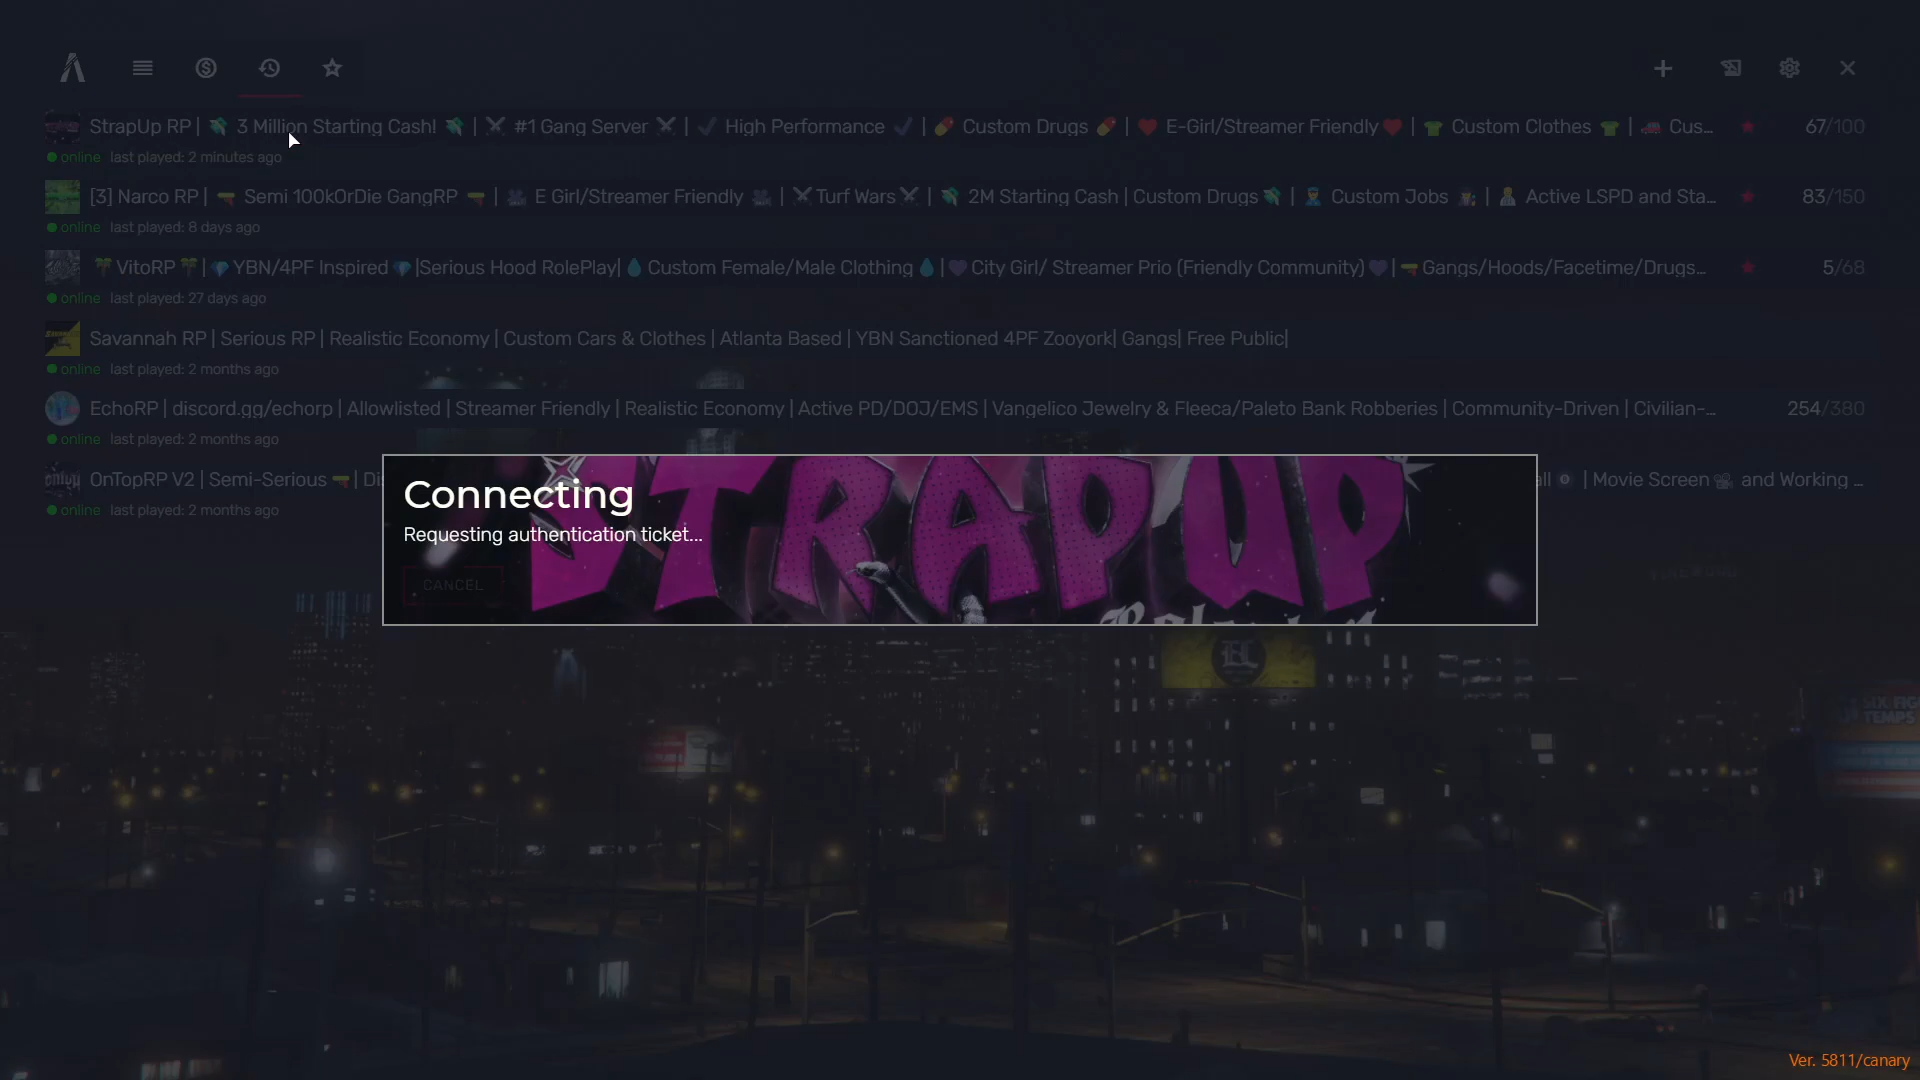 StrapUp RP | 💸 3 Million Starting Cash! 💸 | ⚔ #1 Gang Server ⚔ | ✔ High Performance ✔ | 💊 Custom Drugs 💊 | ❤ E-Girl/Streamer Friendly❤ | 👕 Custom Clothes 👕 | 🚗 Cus... 67/100
online last played: 2 minutes ago
[3] Narco RP | 🔫 Semi 100kOrDie GangRP 🔫 | 🎥 E Girl/Streamer Friendly 🎥 | ⚔Turf Wars⚔ | 💸 2M Starting Cash | Custom Drugs💸 | 👮 Custom Jobs | Active LSPD and Sta... 83/150
online last played: 8 days ago
🌴VitoRP🌴|💎YBN/4PF Inspired💎|Serious Hood RolePlay|💧Custom Female/Male Clothing💧|💜City Girl/ Streamer Prio (Friendly Community)💜|🔫Gangs/Hoods/Facetime/Drugs... 5/68
online last played: 27 days ago
Savannah RP | Serious RP | Realistic Economy | Custom Cars & Clothes | Atlanta Based | YBN Sanctioned 4PF Zooyork| Gangs| Free Public|
online last played: 2 months ago
EchoRP | discord.gg/echorp | Allowlisted | Streamer Friendly | Realistic Economy | Active PD/DOJ/EMS | Vangelico Jewelry & Fleeca/Paleto Bank Robberies | Community-Driven | Civilian-... 254/380
online last played: 2 months ago
OnTopRP V2 | Semi-Serious 🔫| Di
all | Movie Screen🎥 and Working ...
online last played: 2 months ago
STRAPUP
Connecting
Requesting authentication ticket...
CANCEL
EL
SIX FIG
TEMPS
Ver. 5811/canary